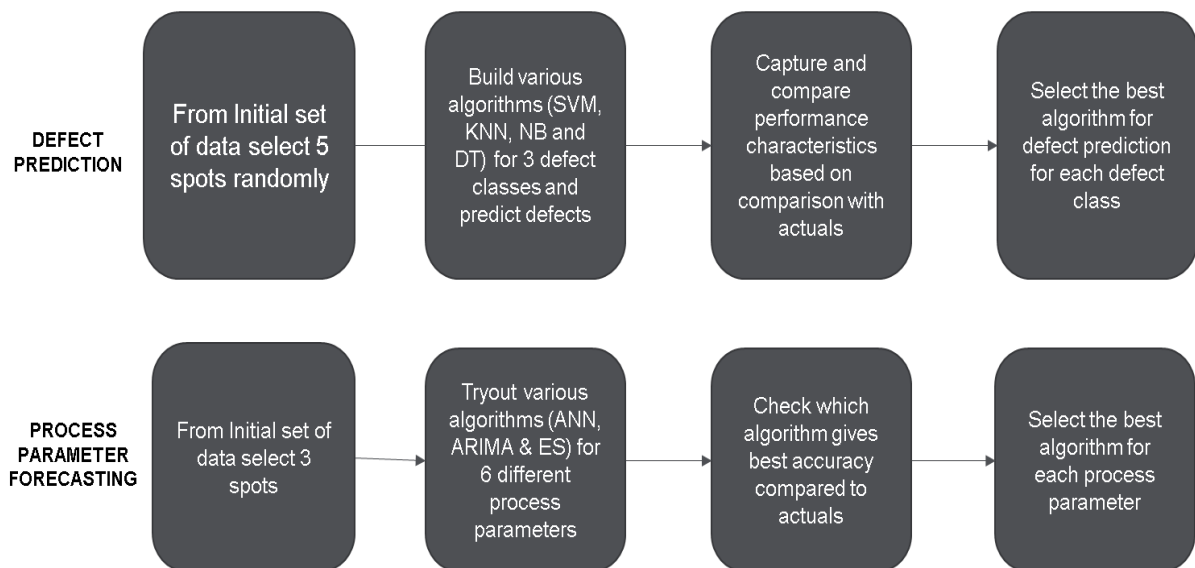 DEFECT
PREDICTION
From Initial set
of data select 5
spots randomly
Build various
algorithms (SVM,
KNN, NB and
DT) for 3 defect
classes and
predict defects
Capture and
compare
performance
characteristics
based on
comparison with
actuals
Select the best
algorithm for
defect prediction
for each defect
class
PROCESS
PARAMETER
FORECASTING
From Initial set of
data select 3
spots
Tryout various
algorithms (ANN,
ARIMA & ES) for
6 different
process
parameters
Check which
algorithm gives
best accuracy
compared to
actuals
Select the best
algorithm for
each process
parameter